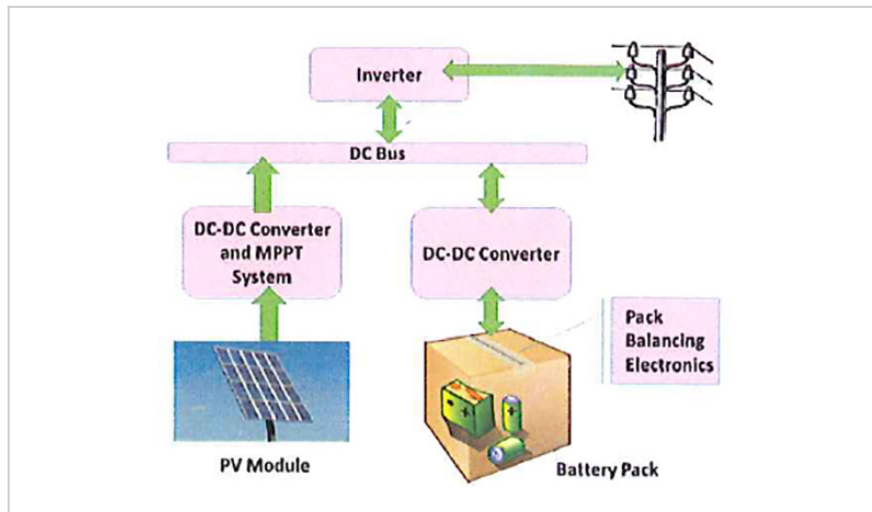 Inverter
DC Bus
DC-DC Converter
and MPPT
System
DC-DC Converter
Pack
Balancing
Electronics
PV Module
Battery Pack